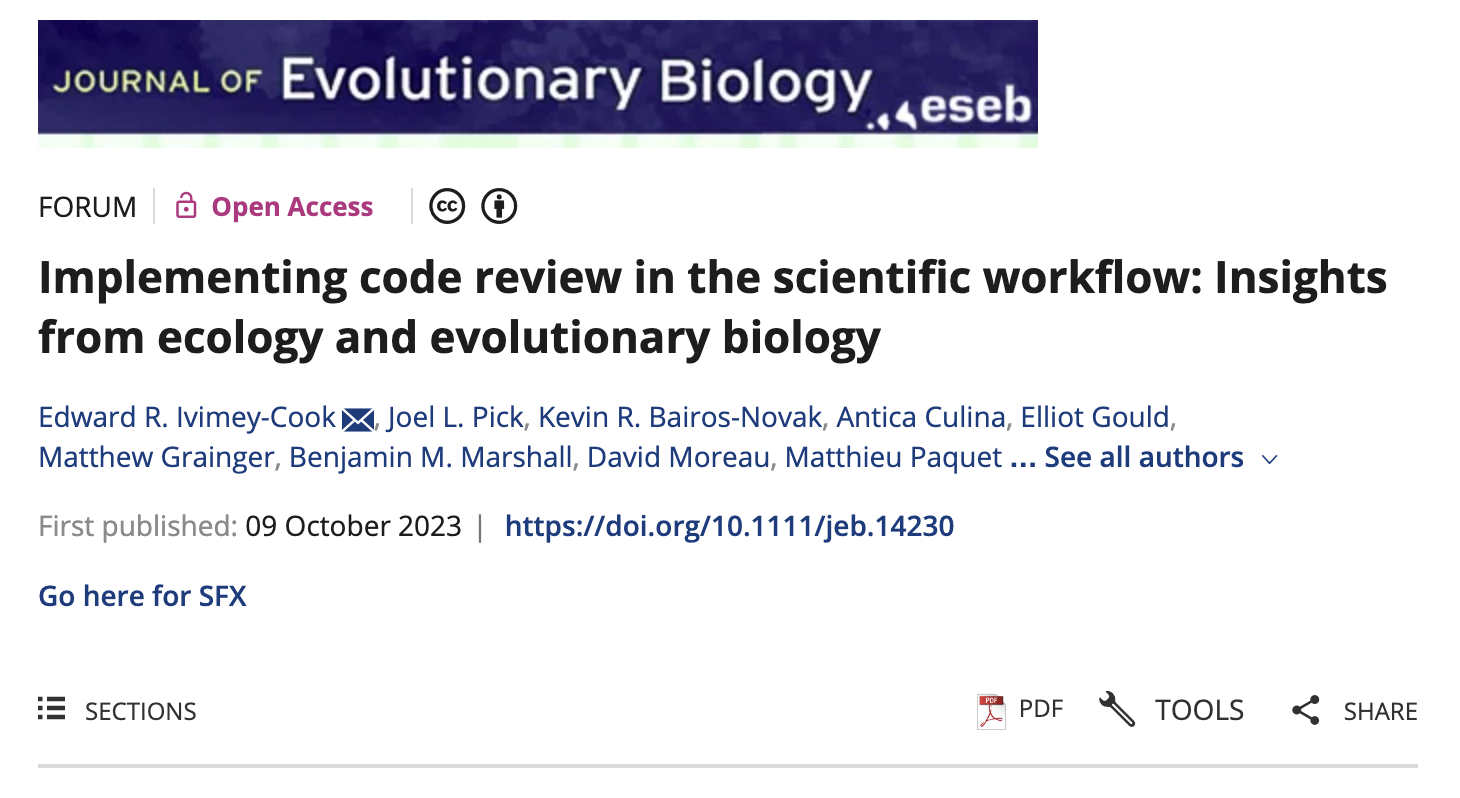 JOURNAL OF Evolutionary Biology eseb
FORUM Open Access cc
Implementing code review in the scientific workflow: Insights
from ecology and evolutionary biology
Edward R. Ivimey-Cook, Joel L. Pick, Kevin R. Bairos-Novak, Antica Culina, Elliot Gould,
Matthew Grainger, Benjamin M. Marshall, David Moreau, Matthieu Paquet ... See all authors
First published: 09 October 2023 | https://doi.org/10.1111/jeb.14230
Go here for SFX
SECTIONS PDF PDF TOOLS SHARE